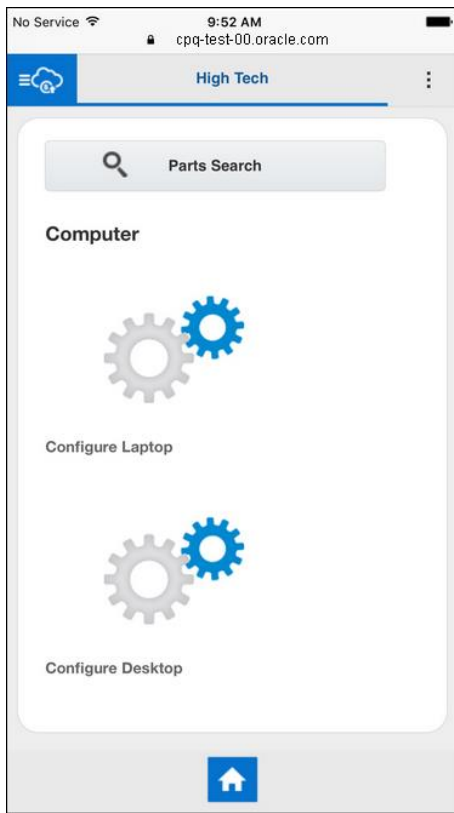 No Service 9:52 AM
cpq-test-00.oracle.com
High Tech
Parts Search
Computer
Configure Laptop
Configure Desktop